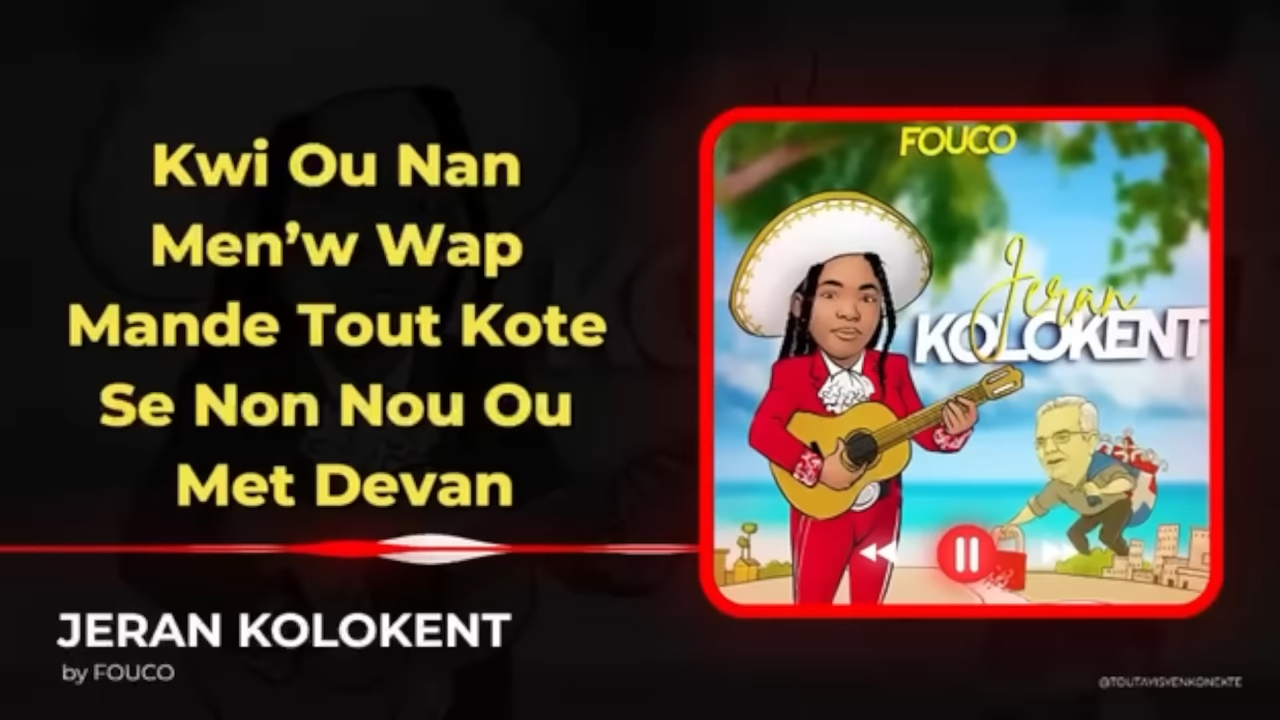 Kwi Ou Nan
Men’w Wap
Mande Tout Kote
Se Non Nou Ou
Met Devan
JERAN KOLOKENT
by FOUCO
FOUCO
Jeran
KOLOKENT
@TOUTAYISYENKONEKTE